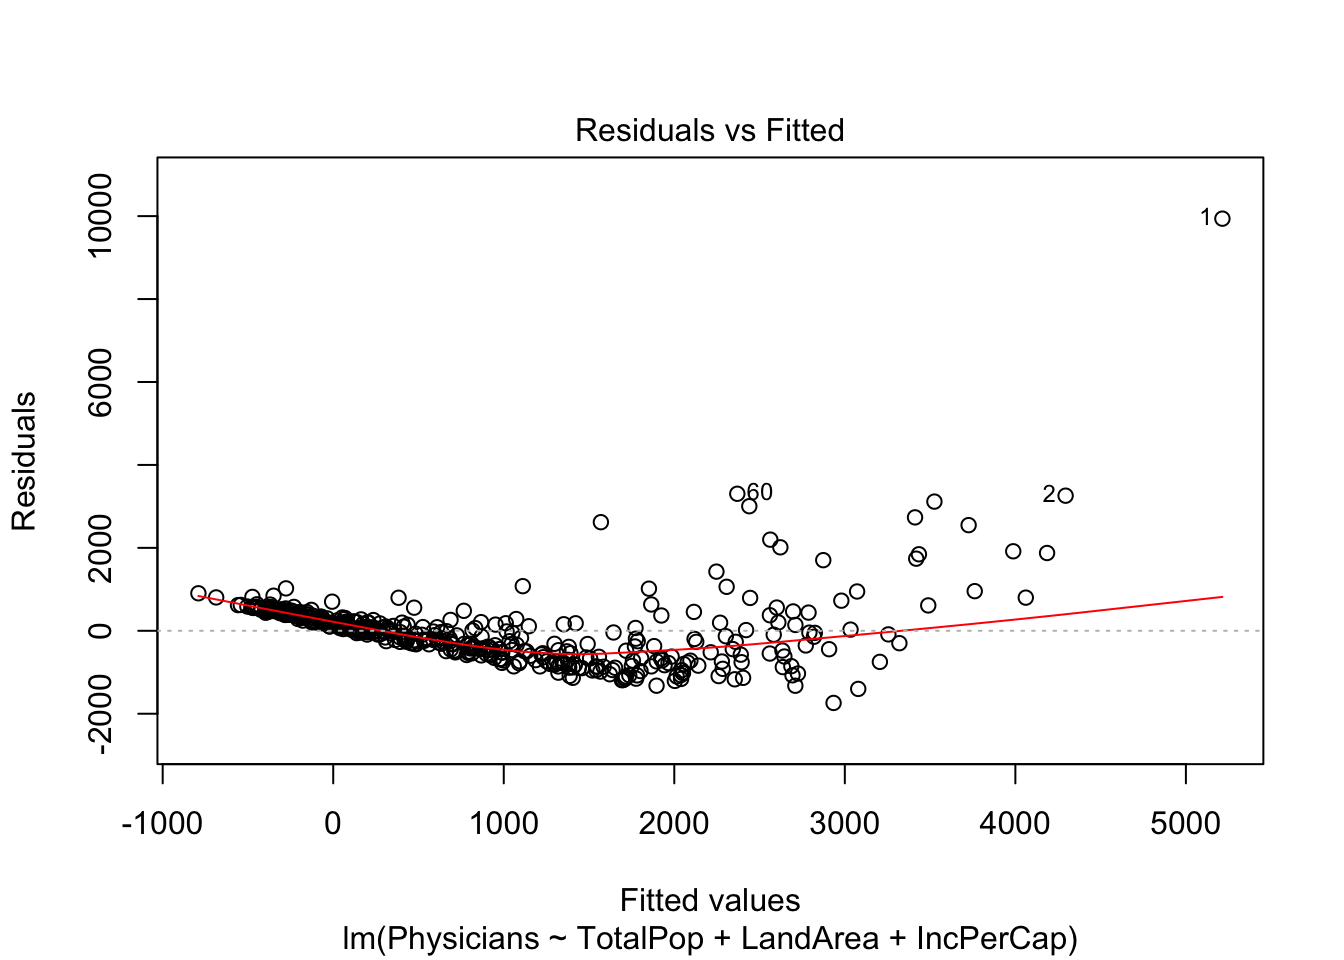 Residuals vs Fitted
Residuals
10000
6000
2000
0
-2000
1
60
2
-1000 0 1000 2000 3000 4000 5000
Fitted values
lm(Physicians ~ TotalPop + LandArea + IncPerCap)